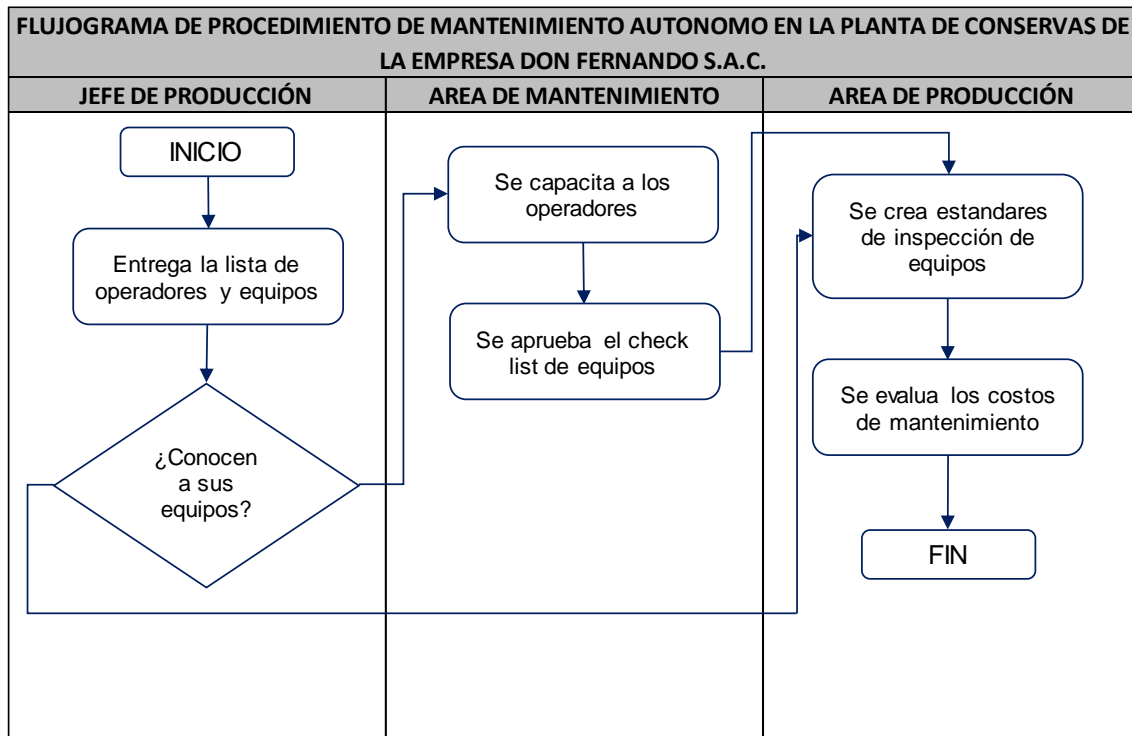 FLUJOGRAMA DE PROCEDIMIENTO DE MANTENIMIENTO AUTONOMO EN LA PLANTA DE CONSERVAS DE
LA EMPRESA DON FERNANDO S.A.C.
JEFE DE PRODUCCIÓN
AREA DE MANTENIMIENTO
AREA DE PRODUCCIÓN
INICIO
Entrega la lista de
operadores y equipos
¿Conocen
a sus
equipos?
Se capacita a los
operadores
Se aprueba el check
list de equipos
Se crea estandares
de inspección de
equipos
Se evalua los costos
de mantenimiento
FIN